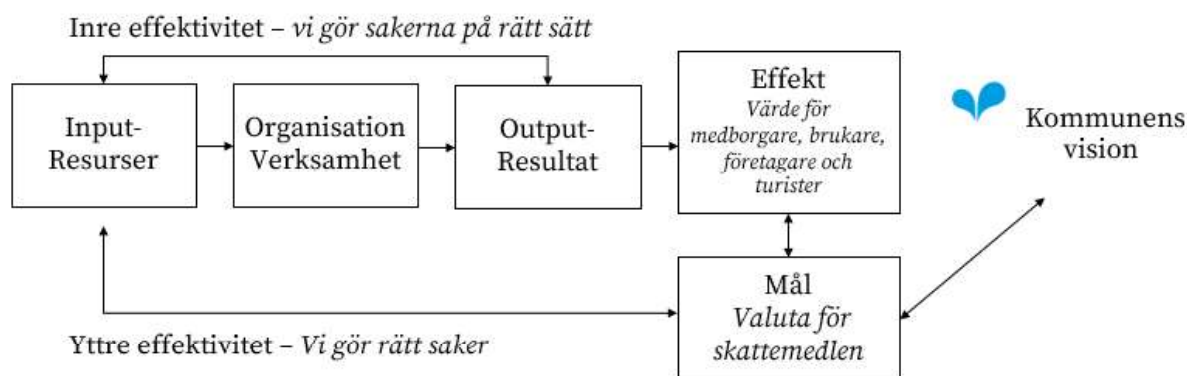 Inre effektivitet – vi gör sakerna på rätt sätt
Input-
Resurser
Organisation
Verksamhet
Output-
Resultat
Effekt
Värde för
medborgare, brukare,
företagare och
turister
Kommunens
vision
Mål
Valuta för
skattemedlen
Yttre effektivitet – Vi gör rätt saker